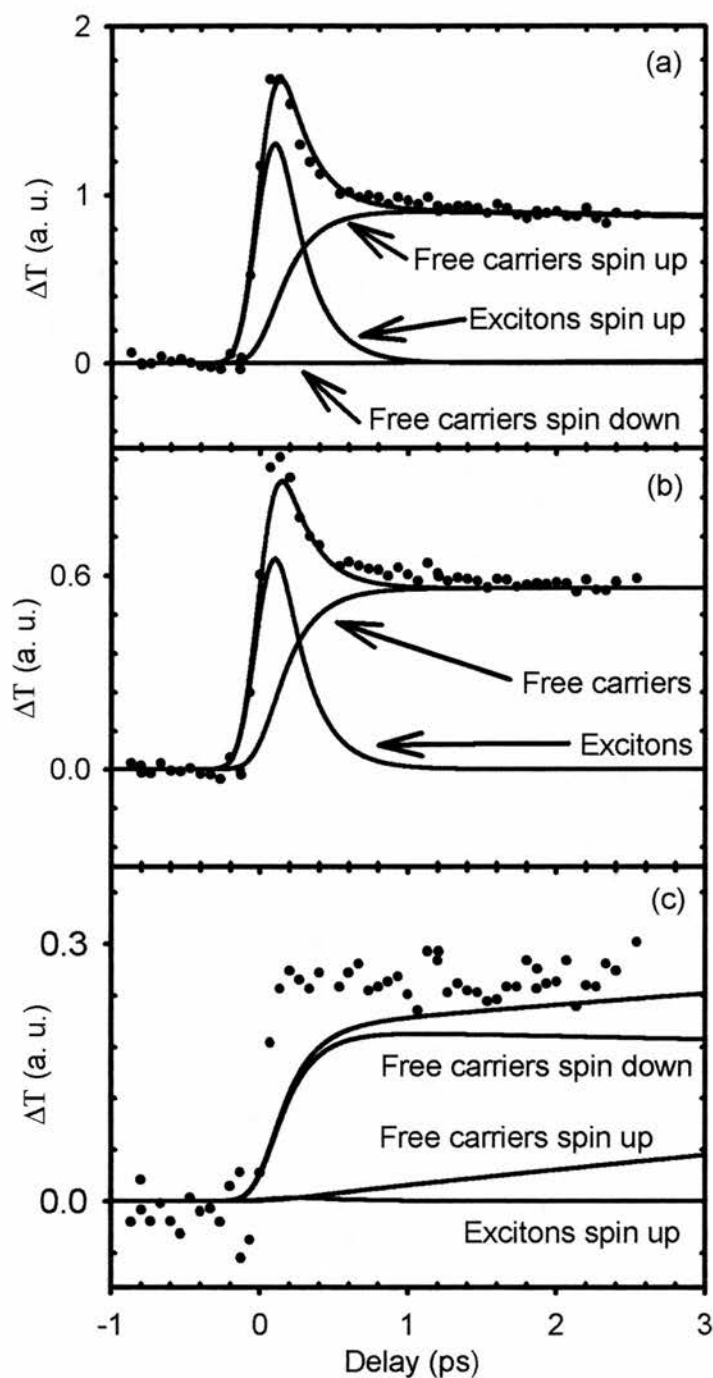 2
(a)
1
ΔT (a. u.)
Free carriers spin up
Excitons spin up
0
Free carriers spin down
(b)
0.6
ΔT (a. u.)
Free carriers
Excitons
0.0
(c)
0.3
ΔT (a. u.)
Free carriers spin down
Free carriers spin up
0.0
Excitons spin up
-1 0 1 2 3
Delay (ps)